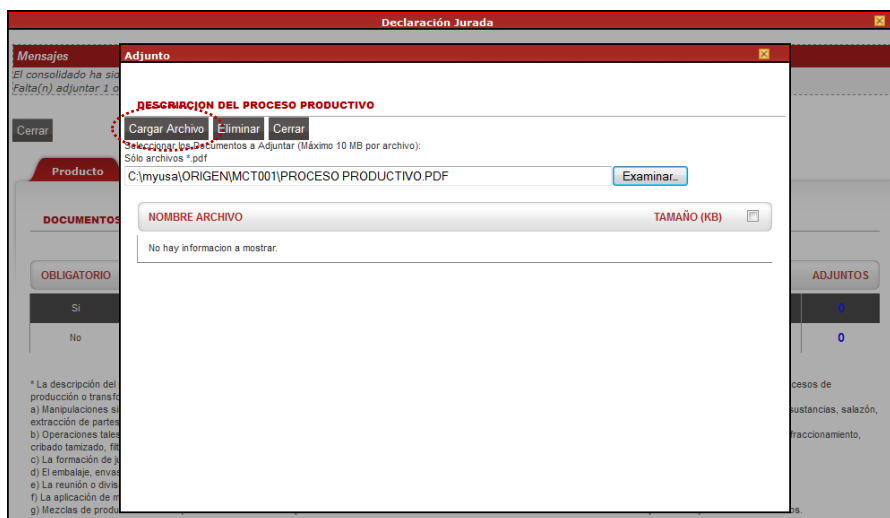 Declaración Jurada
Mensajes
El consolidado ha sid
Falta(n) adjuntar 1 o
Cerrar
Producto
DOCUMENTOS
OBLIGATORIO
ADJUNTOS
Si
0
No
0
* La descripción del
cesos de
producción o transfo
a) Manipulaciones si
sustancias, salazón,
extracción de partes
b) Operaciones tales
fraccionamiento,
cribado tamizado, filt
c) La formación de ju
d) El embalaje, envas
e) La reunión o divis
f) La aplicación de m
g) Mezclas de produ
os.
Adjunto
DESCRIPCION DEL PROCESO PRODUCTIVO
Cargar Archivo Eliminar Cerrar
Seleccionar los Documentos a Adjuntar (Máximo 10 MB por archivo):
Sólo archivos *.pdf
C:\myusa\ORIGEN\MCT001\PROCESO PRODUCTIVO.PDF Examinar..
NOMBRE ARCHIVO TAMAÑO (KB)
No hay informacion a mostrar.